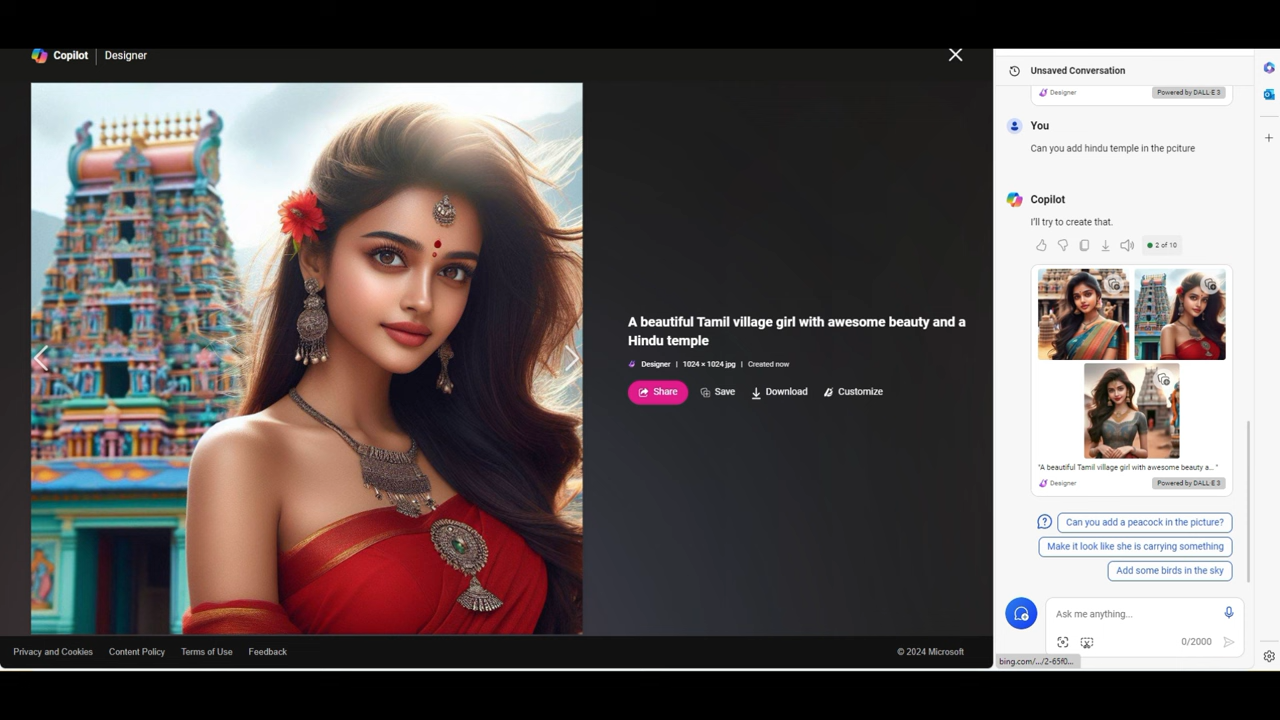 Copilot | Designer
A beautiful Tamil village girl with awesome beauty and a
Hindu temple
Designer | 1024 × 1024 jpg | Created now
Share Save Download Customize
Privacy and Cookies Content Policy Terms of Use Feedback © 2024 Microsoft
Unsaved Conversation
Designer Powered by DALL·E 3
You
Can you add hindu temple in the pciture
Copilot
I'll try to create that.
2 of 10
"A beautiful Tamil village girl with awesome beauty a... "
Designer Powered by DALL·E 3
Can you add a peacock in the picture?
Make it look like she is carrying something
Add some birds in the sky
Ask me anything...
0/2000
bing.com/.../2-65f0...